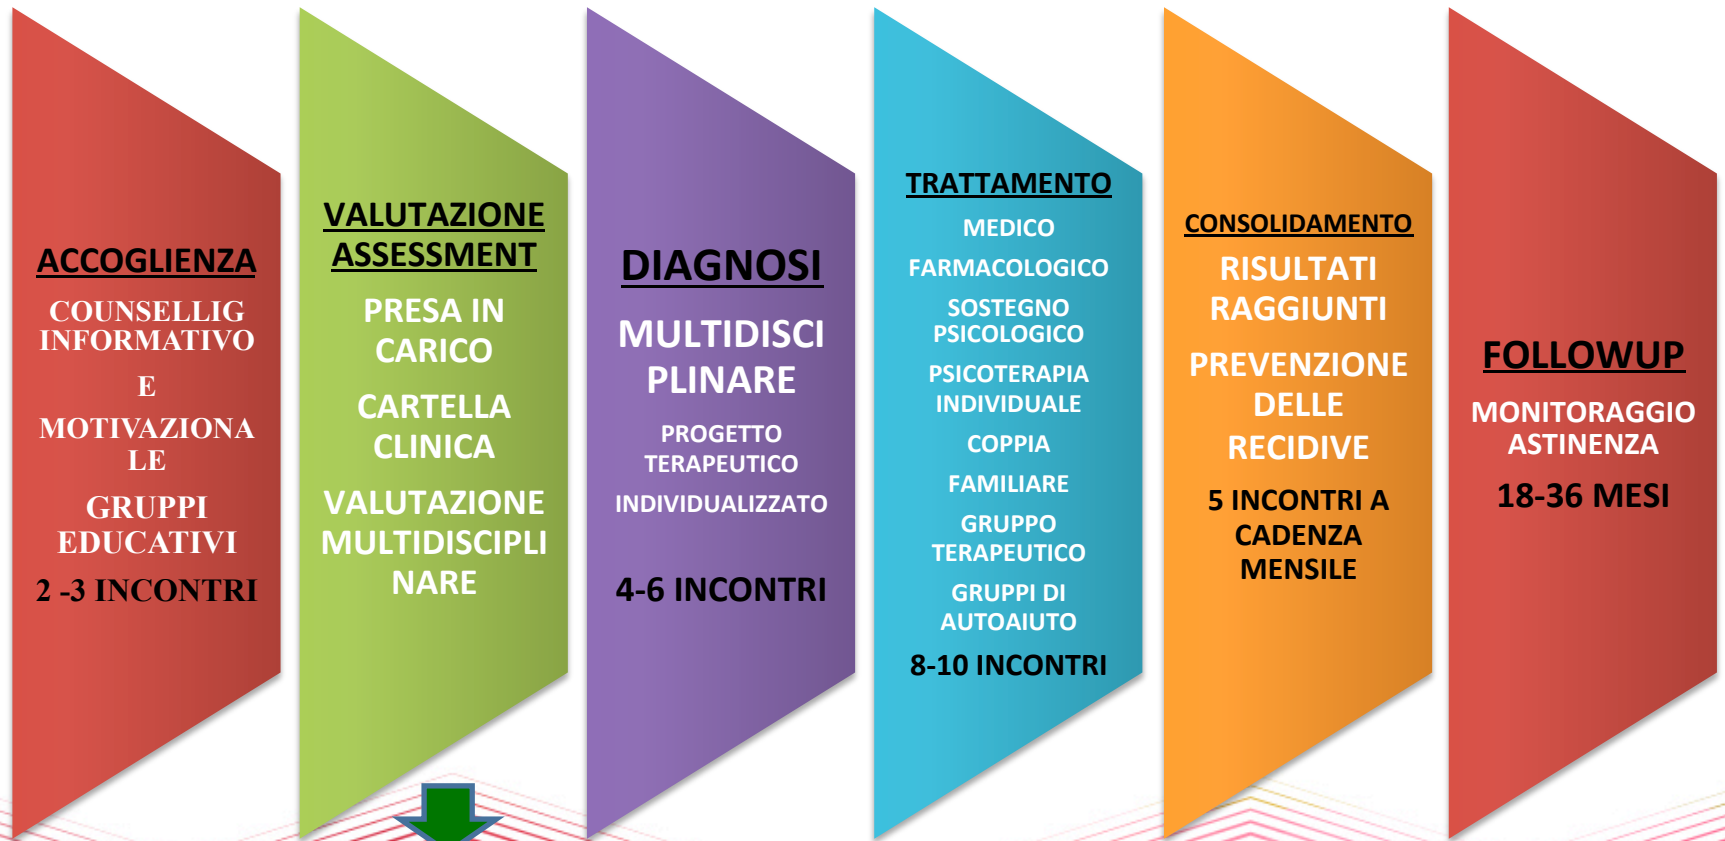 ACCOGLIENZA
COUNSELLIG
INFORMATIVO
E
MOTIVAZIONA
LE
GRUPPI
EDUCATIVI
2 -3 INCONTRI
VALUTAZIONE
ASSESSMENT
PRESA IN
CARICO
CARTELLA
CLINICA
VALUTAZIONE
MULTIDISCIPLI
NARE
DIAGNOSI
MULTIDISCI
PLINARE
PROGETTO
TERAPEUTICO
INDIVIDUALIZZATO
4-6 INCONTRI
TRATTAMENTO
MEDICO
FARMACOLOGICO
SOSTEGNO
PSICOLOGICO
PSICOTERAPIA
INDIVIDUALE
COPPIA
FAMILIARE
GRUPPO
TERAPEUTICO
GRUPPI DI
AUTOAIUTO
8-10 INCONTRI
CONSOLIDAMENTO
RISULTATI
RAGGIUNTI
PREVENZIONE
DELLE
RECIDIVE
5 INCONTRI A
CADENZA
MENSILE
FOLLOWUP
MONITORAGGIO
ASTINENZA
18-36 MESI